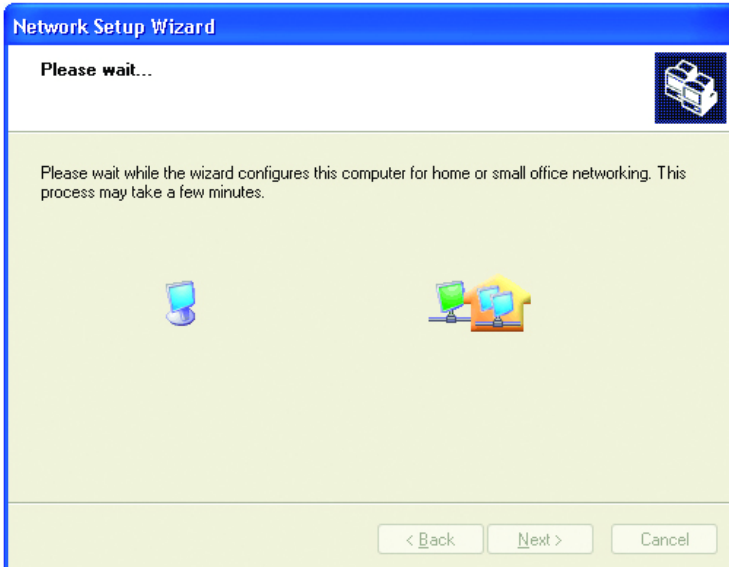 Network Setup Wizard
Please wait...
Please wait while the wizard configures this computer for home or small office networking. This
process may take a few minutes.
< Back
Next >
Cancel